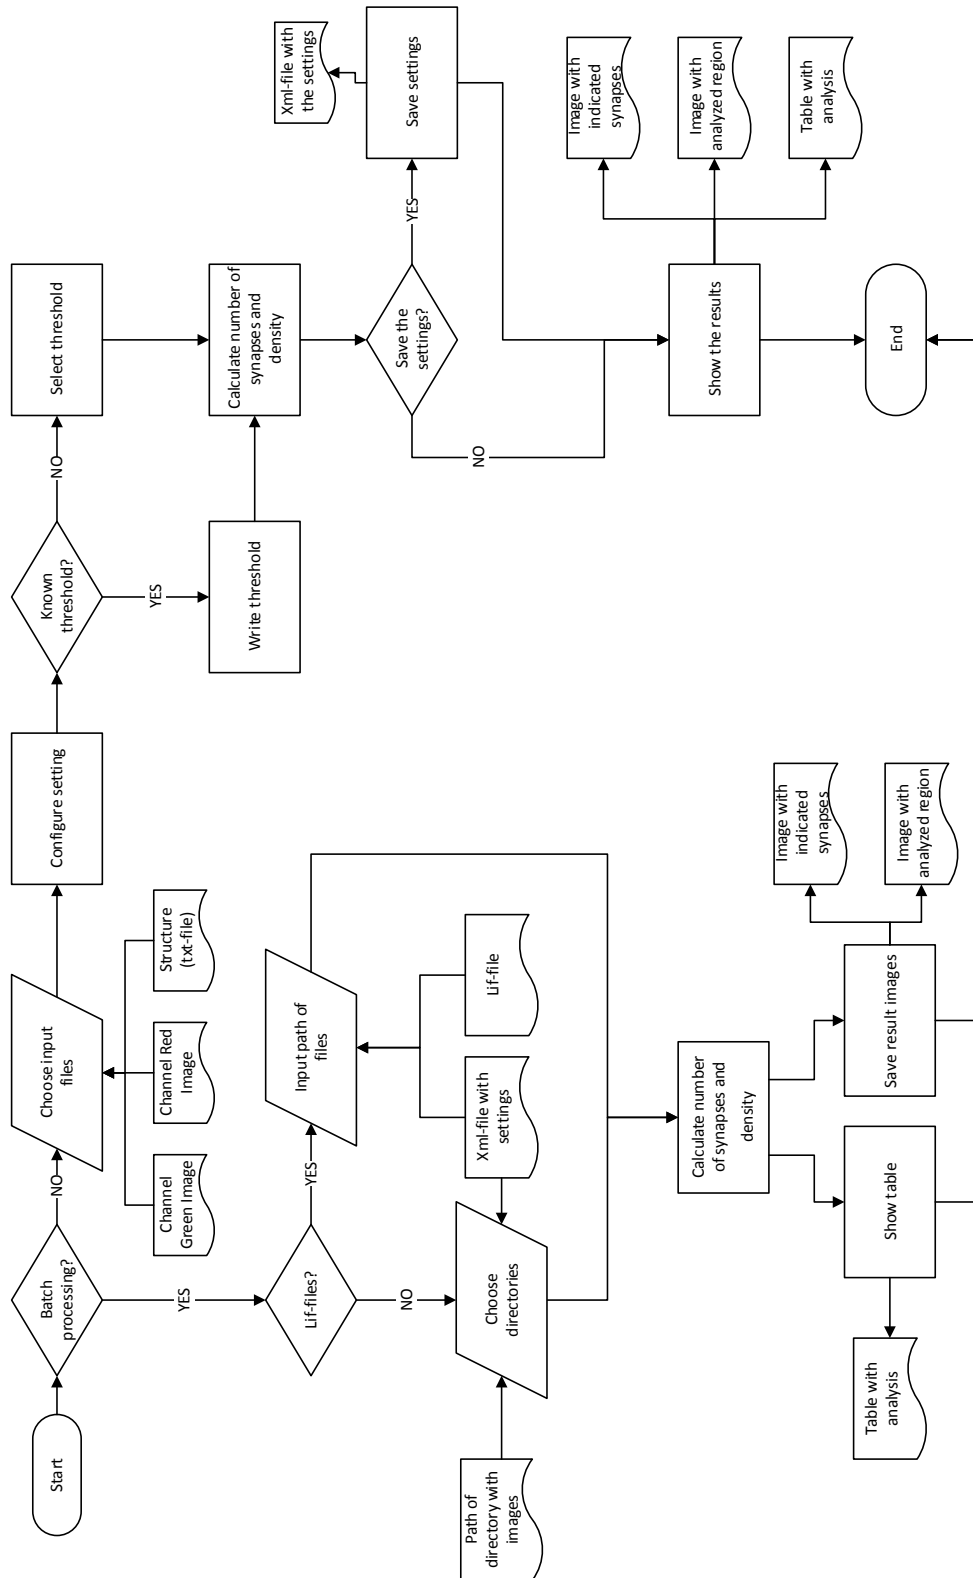 Start
Batch
processing?
NO
YES
Choose input
files
Channel
Green Image
Channel Red
Image
Structure
(txt-file)
Configure setting
Known
threshold?
NO
YES
Select threshold
Write threshold
Calculate number of
synapses and
density
Save the
settings?
YES
NO
Save settings
Xml-file with
the settings
Show the results
Image with
indicated
synapses
Image with
analyzed region
Table with
analysis
End
Lif-files?
YES
NO
Input path of
files
Lif-file
Xml-file with
settings
Choose
directories
Path of
directory with
images
Calculate number
of synapses and
density
Show table
Table with
analysis
Save result images
Image with
indicated
synapses
Image with
analyzed region